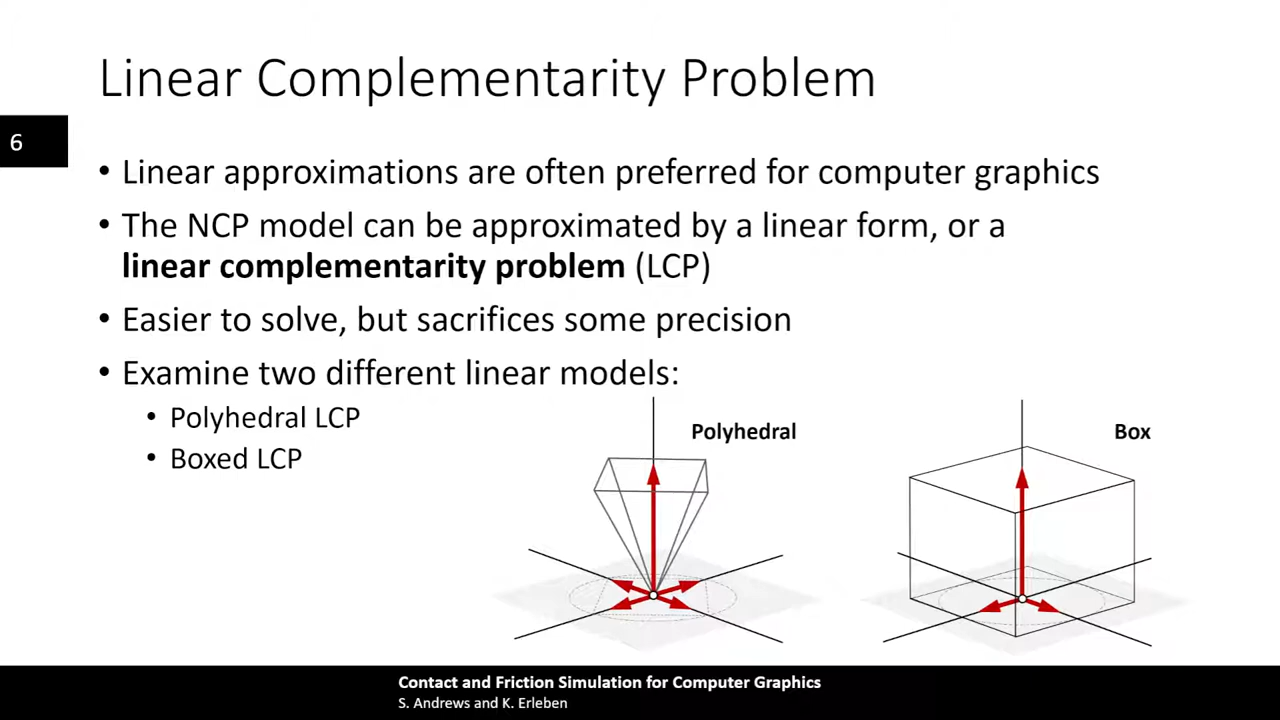 Linear Complementarity Problem
6
• Linear approximations are often preferred for computer graphics
• The NCP model can be approximated by a linear form, or a
linear complementarity problem (LCP)
• Easier to solve, but sacrifices some precision
• Examine two different linear models:
• Polyhedral LCP
• Boxed LCP
Polyhedral
Box
Contact and Friction Simulation for Computer Graphics
S. Andrews and K. Erleben